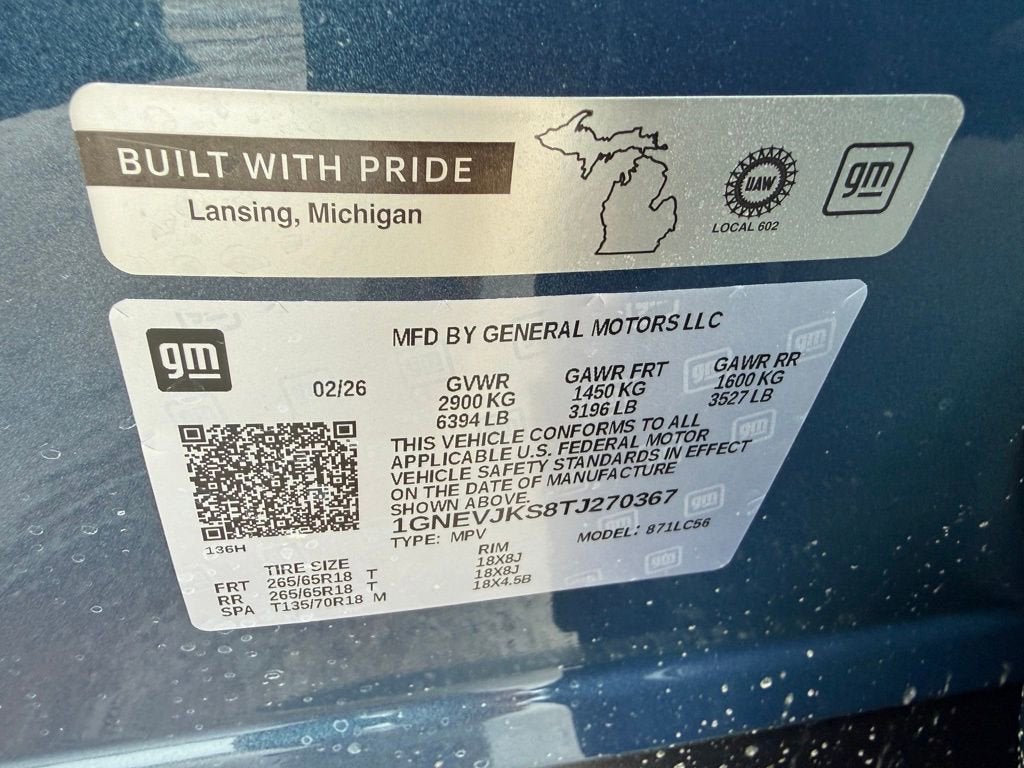 BUILT WITH PRIDE
Lansing, Michigan
UAW
LOCAL 602
gm
gm
MFD BY GENERAL MOTORS LLC
02/26
GVWR
2900 KG
6394 LB
GAWR FRT
1450 KG
3196 LB
GAWR RR
1600 KG
3527 LB
THIS VEHICLE CONFORMS TO ALL
APPLICABLE U.S. FEDERAL MOTOR
VEHICLE SAFETY STANDARDS IN EFFECT
ON THE DATE OF MANUFACTURE
SHOWN ABOVE.
1GNEVJKS8TJ270367
TYPE: MPV
MODEL: 871LC56
136H
TIRE SIZE
RIM
FRT 265/65R18 T 18X8J
RR 265/65R18 T 18X8J
SPA T135/70R18 M 18X4.5B